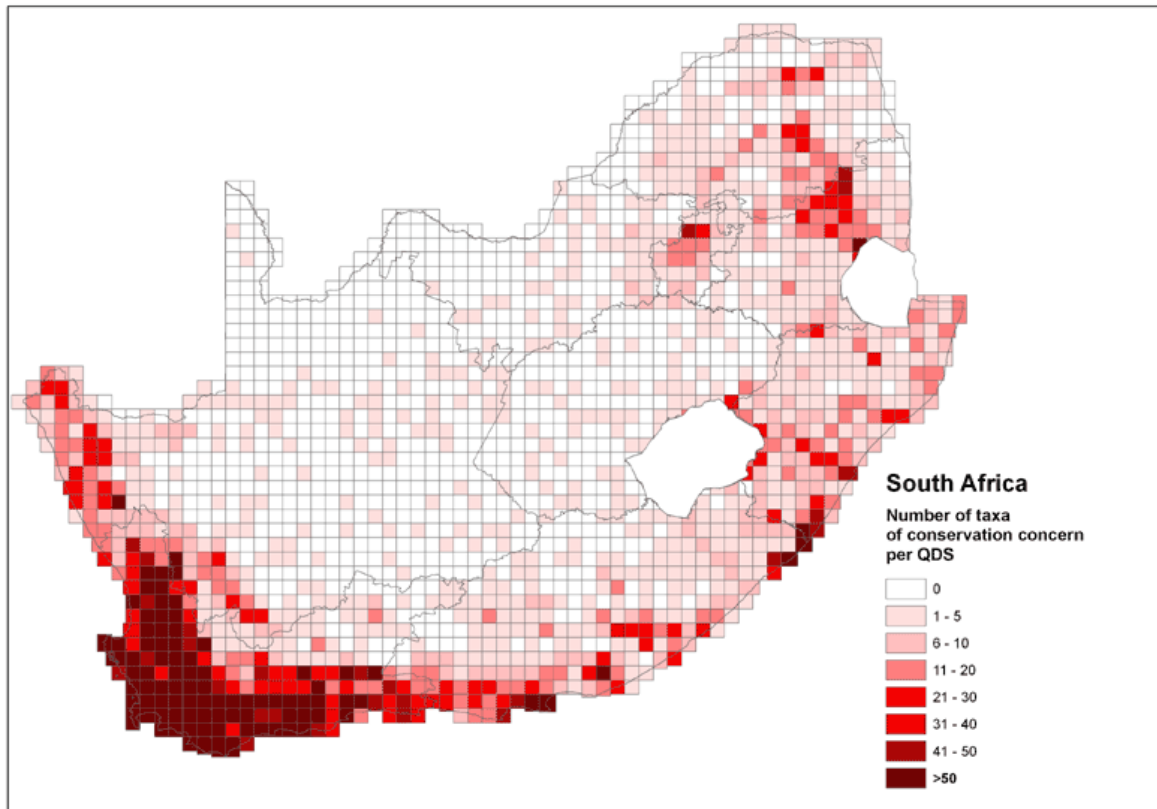 South Africa
Number of taxa
of conservation concern
per QDS
0
1 - 5
6 - 10
11 - 20
21 - 30
31 - 40
41 - 50
>50